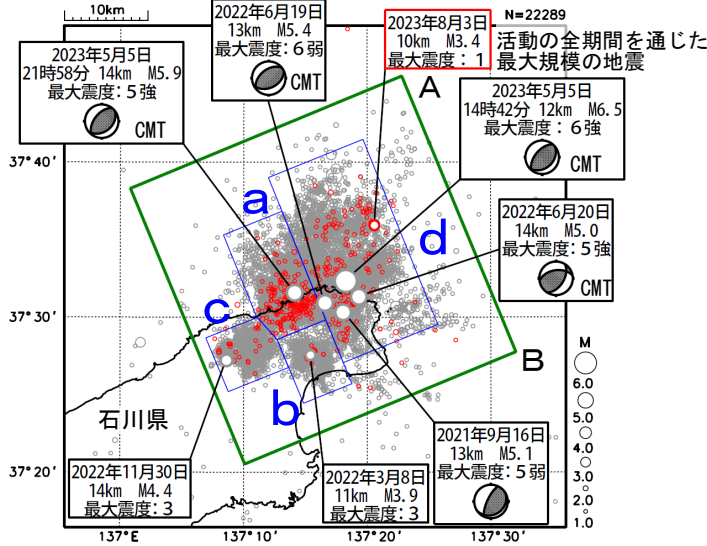 10km
N=22289
2022年6月19日
13km M5.4
最大震度：6弱
CMT
2023年8月3日
10km M3.4
最大震度：1
活動の全期間を通じた
最大規模の地震
2023年5月5日
21時58分 14km M5.9
最大震度：5強
CMT
A
2023年5月5日
14時42分 12km M6.5
最大震度：6強
CMT
37°40′
a
2022年6月20日
14km M5.0
最大震度：5強
CMT
d
c
37°30′
B
M
6.0
5.0
4.0
3.0
2.0
1.0
b
石川県
2021年9月16日
13km M5.1
最大震度：5弱
37°20′
2022年11月30日
14km M4.4
最大震度：3
2022年3月8日
11km M3.9
最大震度：3
137°E
137°10′
137°20′
137°30′